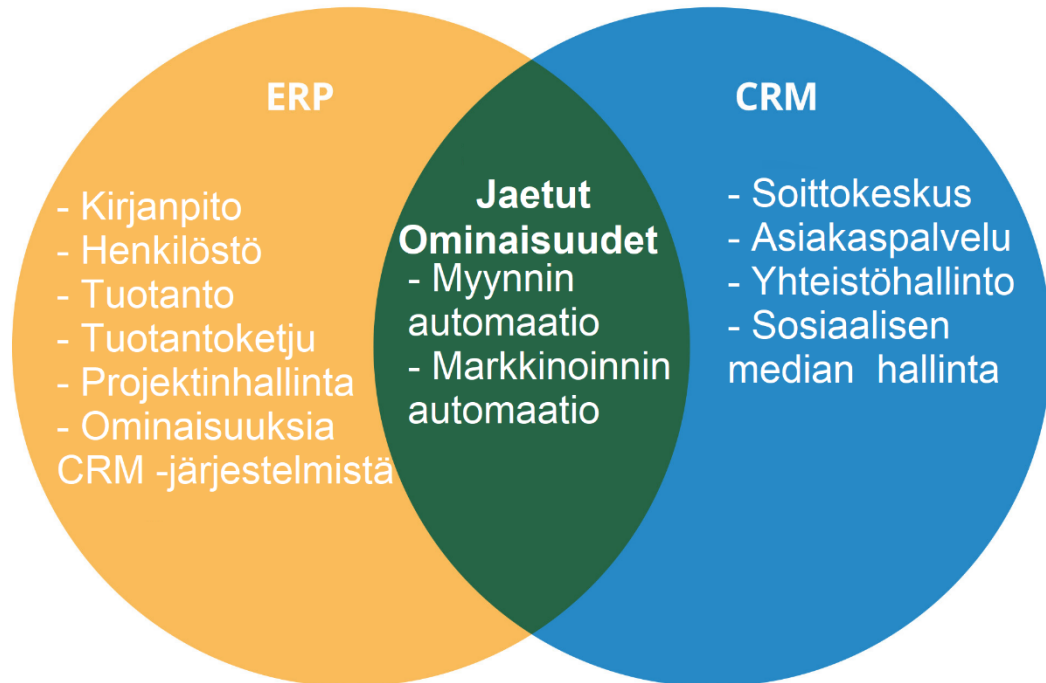 ERP
- Kirjanpito
- Henkilöstö
- Tuotanto
- Tuotantoketju
- Projektinhallinta
- Ominaisuuksia
CRM -järjestelmistä
Jaetut
Ominaisuudet
- Myynnin
automaatio
- Markkinoinnin
automaatio
CRM
- Soittokeskus
- Asiakaspalvelu
- Yhteistöhallinto
- Sosiaalisen
median  hallinta